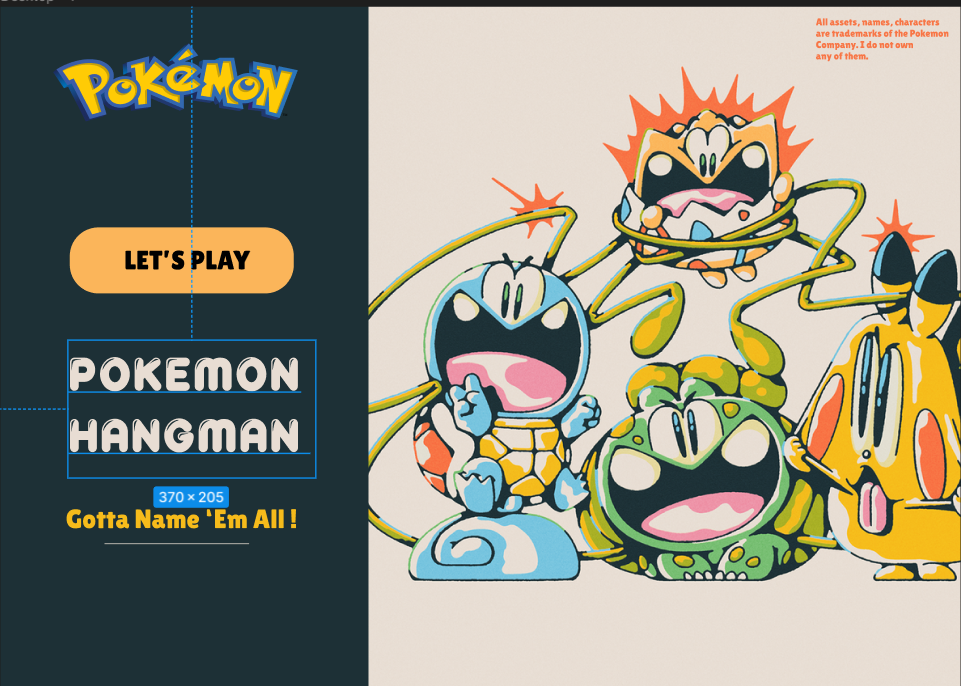 POKéMON
LET'S PLAY
POKEMON
HANGMAN
370 × 205
Gotta Name ‘Em All !
All assets, names, characters
are trademarks of the Pokemon
Company. I do not own
any of them.